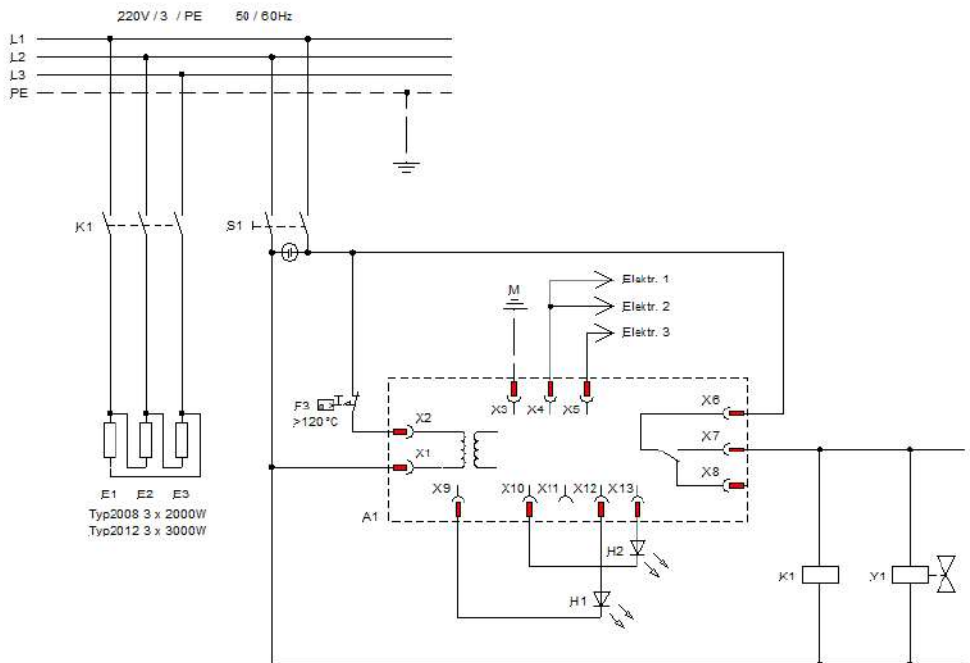 220V / 3 / PE 50 / 60Hz
L1
L2
L3
PE
K1
S1
M
Elektr. 1
Elektr. 2
Elektr. 3
F3
>120°C
X3 X4 X5
X6
X2
X7
X1
X8
X9 X10 X11 X12 X13
A1
E1 E2 E3
Typ2008 3 x 2000W
Typ2012 3 x 3000W
H2
K1
Y1
H1